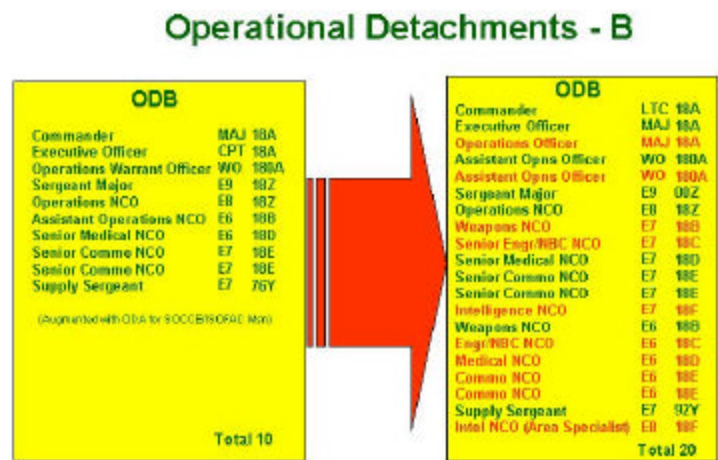 Operational Detachments - B
ODB
Commander MAJ 18A
Executive Officer CPT 18A
Operations Warrant Officer WO 180A
Sergeant Major E9 18Z
Operations NCO E8 18Z
Assistant Operations NCO E6 18B
Senior Medical NCO E6 18D
Senior Commo NCO E7 18E
Senior Commo NCO E7 18E
Supply Sergeant E7 76Y
(Augmented with ODA for Msn)
Total 10
ODB
Commander LTC 18A
Executive Officer MAJ 18A
Operations Officer MAJ 18A
Assistant Opns Officer WO 180A
Assistant Opns Officer WO 180A
Sergeant Major E9 00Z
Operations NCO E8 18Z
Weapons NCO E7 18B
Senior Engr/NBC NCO E7 18C
Senior Medical NCO E7 18D
Senior Commo NCO E7 18E
Senior Commo NCO E7 18E
Intelligence NCO E7 18F
Weapons NCO E6 18B
Engr/NBC NCO E6 18C
Medical NCO E6 18D
Commo NCO E6 18E
Commo NCO E6 18E
Supply Sergeant E7 92Y
Intel NCO (Area Specialist) E8 18F
Total 20